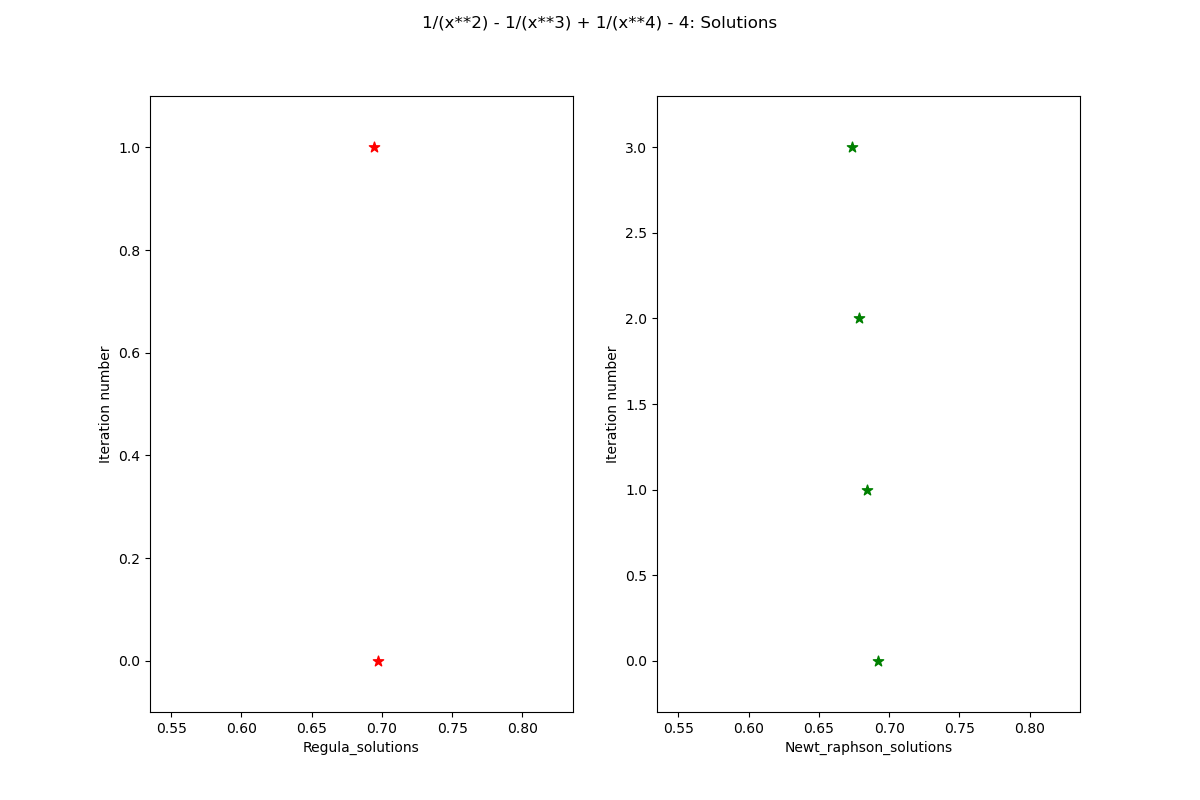 1/(x**2) - 1/(x**3) + 1/(x**4) - 4: Solutions
Iteration number
1.0
0.8
0.6
0.4
0.2
0.0
0.55 0.60 0.65 0.70 0.75 0.80
Regula_solutions
Iteration number
3.0
2.5
2.0
1.5
1.0
0.5
0.0
0.55 0.60 0.65 0.70 0.75 0.80
Newt_raphson_solutions